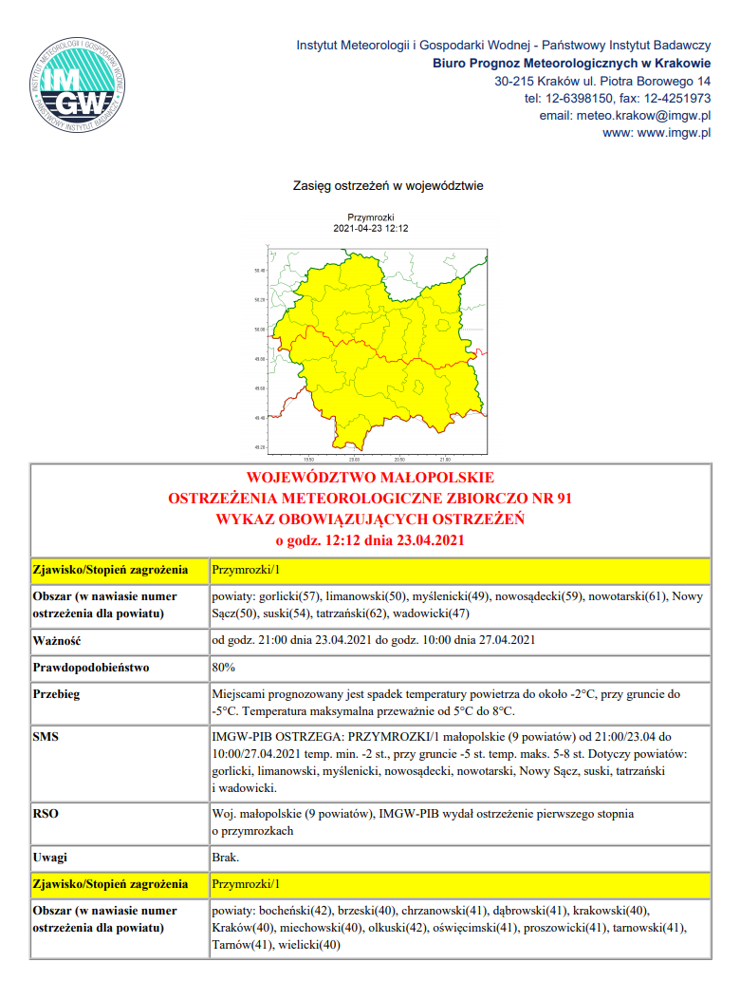 INSTYTUT METEOROLOGII I GOSPODARKI WODNEJ
PAŃSTWOWY INSTYTUT BADAWCZY
IM
GW
Instytut Meteorologii i Gospodarki Wodnej - Państwowy Instytut Badawczy
Biuro Prognoz Meteorologicznych w Krakowie
30-215 Kraków ul. Piotra Borowego 14
tel: 12-6398150, fax: 12-4251973
email: meteo.krakow@imgw.pl
www: www.imgw.pl
Zasięg ostrzeżeń w województwie
Przymrozki
2021-04-23 12:12
50.40
50.20
50.00
49.80
49.60
49.40
49.20
19.50
20.00
20.50
21.00
WOJEWÓDZTWO MAŁOPOLSKIE
OSTRZEŻENIA METEOROLOGICZNE ZBIORCZO NR 91
WYKAZ OBOWIĄZUJĄCYCH OSTRZEŻEŃ
o godz. 12:12 dnia 23.04.2021
Zjawisko/Stopień zagrożenia Przymrozki/1
Obszar (w nawiasie numer ostrzeżenia dla powiatu) powiaty: gorlicki(57), limanowski(50), myślenicki(49), nowosądecki(59), nowotarski(61), Nowy
Sącz(50), suski(54), tatrzański(62), wadowicki(47)
Ważność od godz. 21:00 dnia 23.04.2021 do godz. 10:00 dnia 27.04.2021
Prawdopodobieństwo 80%
Przebieg Miejscami prognozowany jest spadek temperatury powietrza do około -2°C, przy gruncie do
-5°C. Temperatura maksymalna przeważnie od 5°C do 8°C.
SMS IMGW-PIB OSTRZEGA: PRZYMROZKI/1 małopolskie (9 powiatów) od 21:00/23.04 do
10:00/27.04.2021 temp. min. -2 st., przy gruncie -5 st. temp. maks. 5-8 st. Dotyczy powiatów:
gorlicki, limanowski, myślenicki, nowosądecki, nowotarski, Nowy Sącz, suski, tatrzański
i wadowicki.
RSO Woj. małopolskie (9 powiatów), IMGW-PIB wydał ostrzeżenie pierwszego stopnia
o przymrozkach
Uwagi Brak.
Zjawisko/Stopień zagrożenia Przymrozki/1
Obszar (w nawiasie numer ostrzeżenia dla powiatu) powiaty: bocheński(42), brzeski(40), chrzanowski(41), dąbrowski(41), krakowski(40),
Kraków(40), miechowski(40), olkuski(42), oświęcimski(41), proszowicki(41), tarnowski(41),
Tarnów(41), wielicki(40)